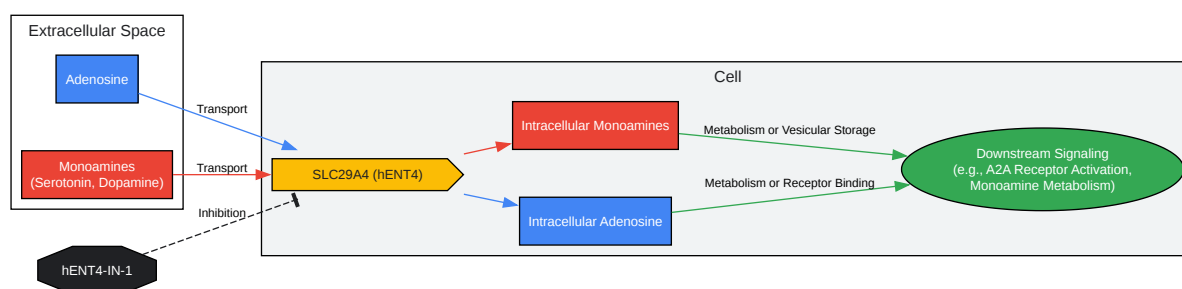 Extracellular Space
Adenosine
Monoamines
(Serotonin, Dopamine)
Transport
Transport
Inhibition
hENT4-IN-1
Cell
SLC29A4 (hENT4)
Intracellular Monoamines
Intracellular Adenosine
Metabolism or Vesicular Storage
Metabolism or Receptor Binding
Downstream Signaling
(e.g., A2A Receptor Activation,
Monoamine Metabolism)